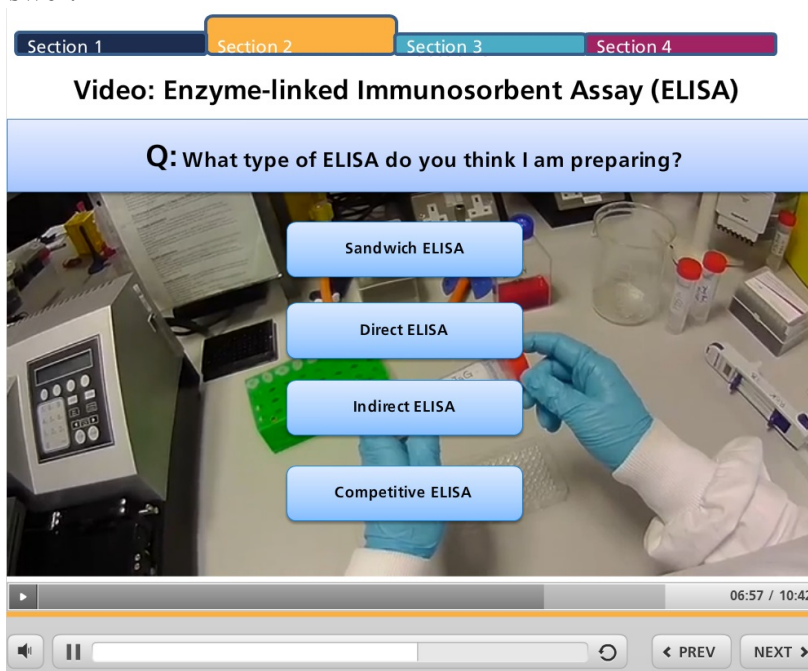 Section 1
Section 2
Section 3
Section 4
Video: Enzyme-linked Immunosorbent Assay (ELISA)
Q: What type of ELISA do you think I am preparing?
Sandwich ELISA
Direct ELISA
Indirect ELISA
Competitive ELISA
06:57 / 10:42
PREV
NEXT